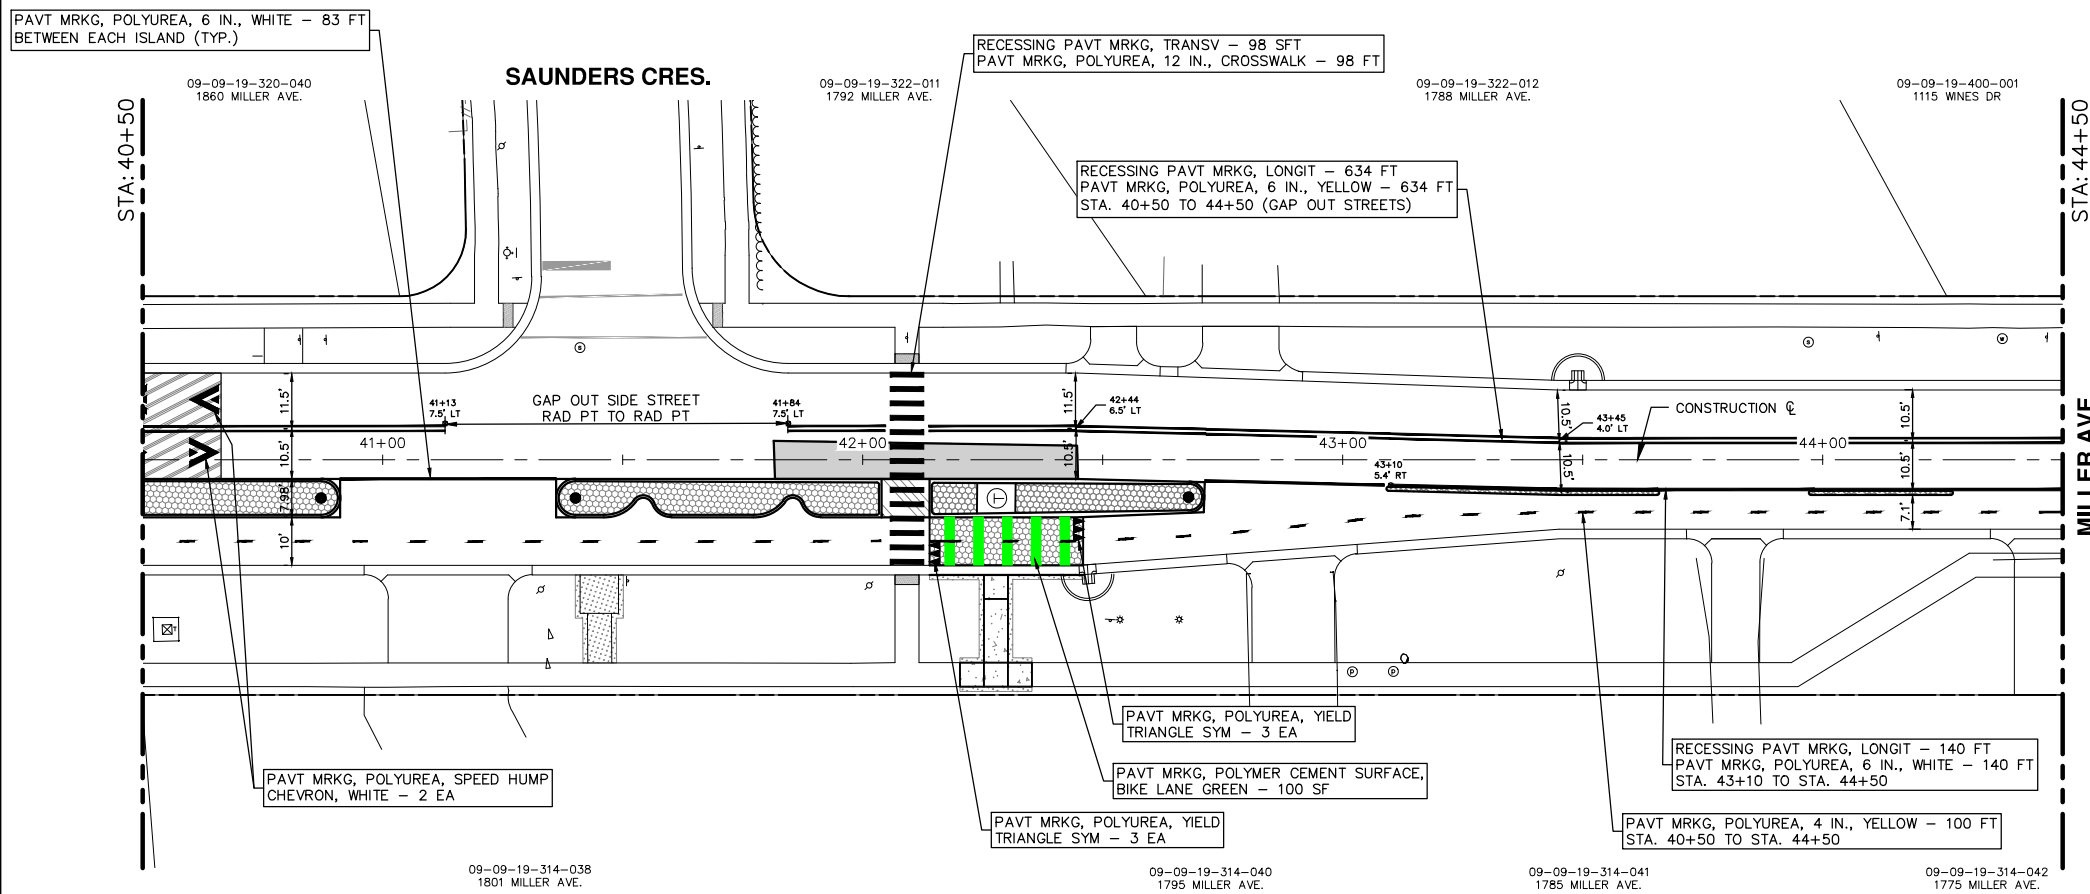 PAVT MRKG, POLYUREA, 6 IN., WHITE – 83 FT
BETWEEN EACH ISLAND (TYP.)
RECESSING PAVT MRKG, TRANSV – 98 SFT
PAVT MRKG, POLYUREA, 12 IN., CROSSWALK – 98 FT
09-09-19-320-040
1860 MILLER AVE.
SAUNDERS CRES.
09-09-19-322-011
1792 MILLER AVE.
09-09-19-322-012
1788 MILLER AVE.
09-09-19-400-001
1115 WINES DR
STA: 40+50
STA: 44+50
RECESSING PAVT MRKG, LONGIT – 634 FT
PAVT MRKG, POLYUREA, 6 IN., YELLOW – 634 FT
STA. 40+50 TO 44+50 (GAP OUT STREETS)
S
S
W
11.5'
41+13
7.5' LT
GAP OUT SIDE STREET
RAD PT TO RAD PT
41+84
7.5' LT
11.5'
42+44
6.5' LT
10.5'
43+45
4.0' LT
CONSTRUCTION ℄
10.5'
MILLER AVE
10.5'
41+00
42+00
10.5'
43+00
10.5'
44+00
10.5'
43+10
5.4' RT
7.98'
T
7.1'
10'
T
P
P
PAVT MRKG, POLYUREA, YIELD
TRIANGLE SYM – 3 EA
PAVT MRKG, POLYUREA, SPEED HUMP
CHEVRON, WHITE – 2 EA
PAVT MRKG, POLYMER CEMENT SURFACE,
BIKE LANE GREEN – 100 SF
RECESSING PAVT MRKG, LONGIT – 140 FT
PAVT MRKG, POLYUREA, 6 IN., WHITE – 140 FT
STA. 43+10 TO STA. 44+50
PAVT MRKG, POLYUREA, YIELD
TRIANGLE SYM – 3 EA
PAVT MRKG, POLYUREA, 4 IN., YELLOW – 100 FT
STA. 40+50 TO STA. 44+50
09-09-19-314-038
1801 MILLER AVE.
09-09-19-314-040
1795 MILLER AVE.
09-09-19-314-041
1785 MILLER AVE.
09-09-19-314-042
1775 MILLER AVE.